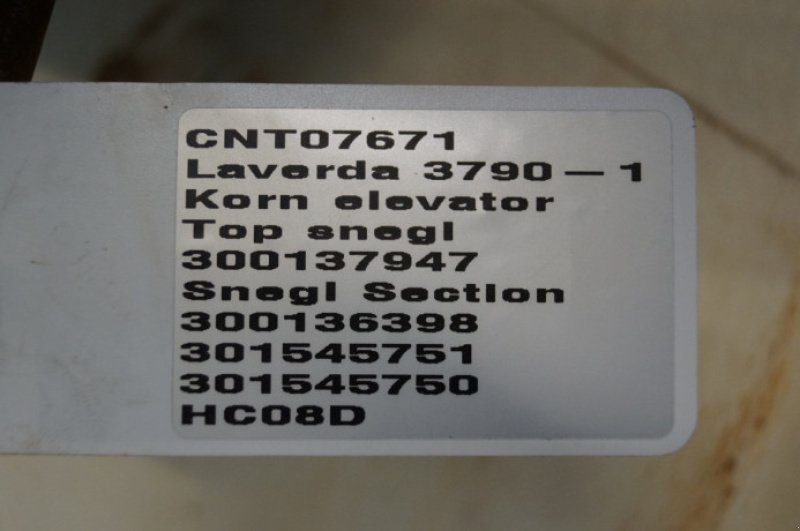 CNT07671
Laverda 3790 – 1
Korn elevator
Top snegl
300137947
Snegl Section
300136398
301545751
301545750
HC08D